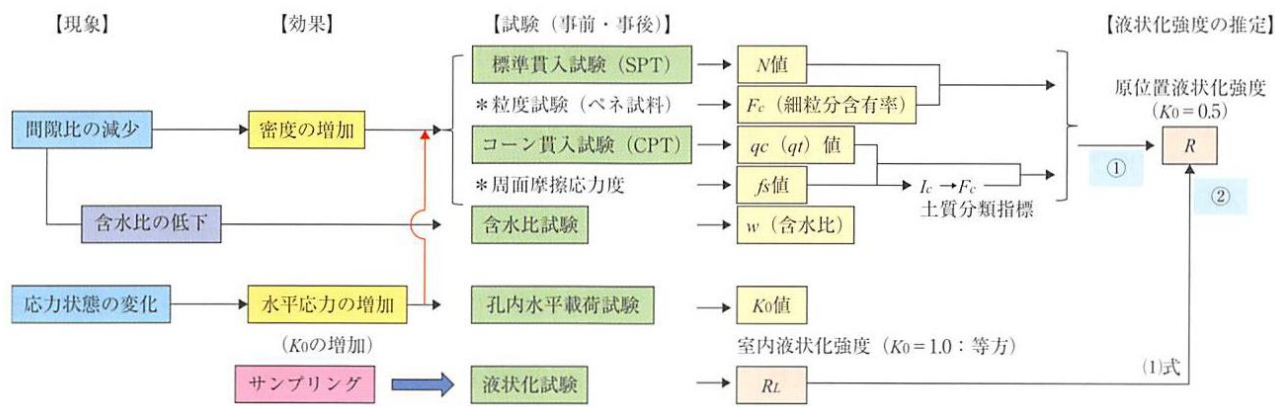 【現象】
【効果】
【試験（事前・事後）】
【液状化強度の推定】
標準貫入試験（SPT）
N値
原位置液状化強度
(K0＝0.5)
＊粒度試験（ペネ試料）
Fc（細粒分含有率）
間隙比の減少
密度の増加
コーン貫入試験（CPT）
qc（qt）値
R
①
＊周面摩擦応力度
fs値
Ic→Fc
土質分類指標
②
含水比の低下
含水比試験
w（含水比）
応力状態の変化
水平応力の増加
孔内水平載荷試験
K0値
(K0の増加)
室内液状化強度（K0＝1.0：等方）
サンプリング
液状化試験
RL
(1)式